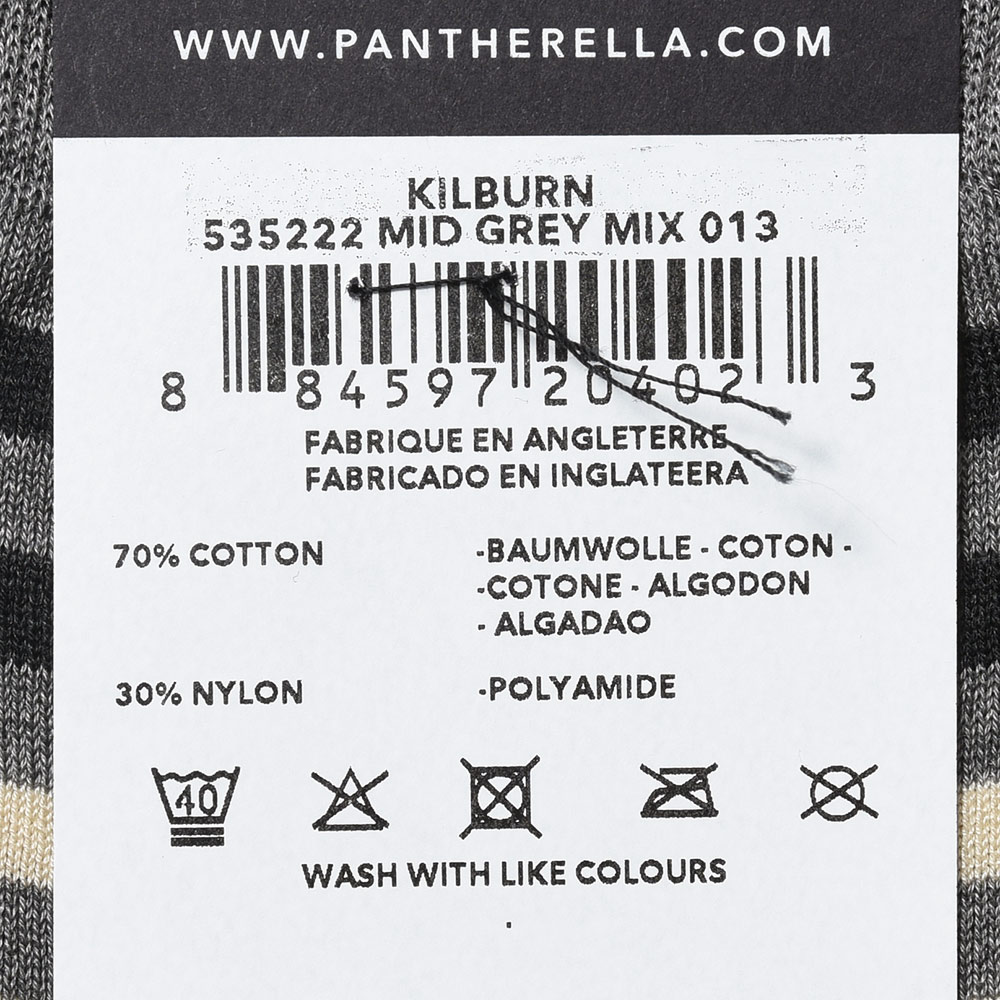 WWW.PANTHERELLA.COM
KILBURN
535222 MID GREY MIX 013
8 84597 20402 3
FABRIQUE EN ANGLETERRE
FABRICADO EN INGLATEERA
70% COTTON
-BAUMWOLLE - COTON -
-COTONE - ALGODON
- ALGADAO
30% NYLON
-POLYAMIDE
40
WASH WITH LIKE COLOURS
.